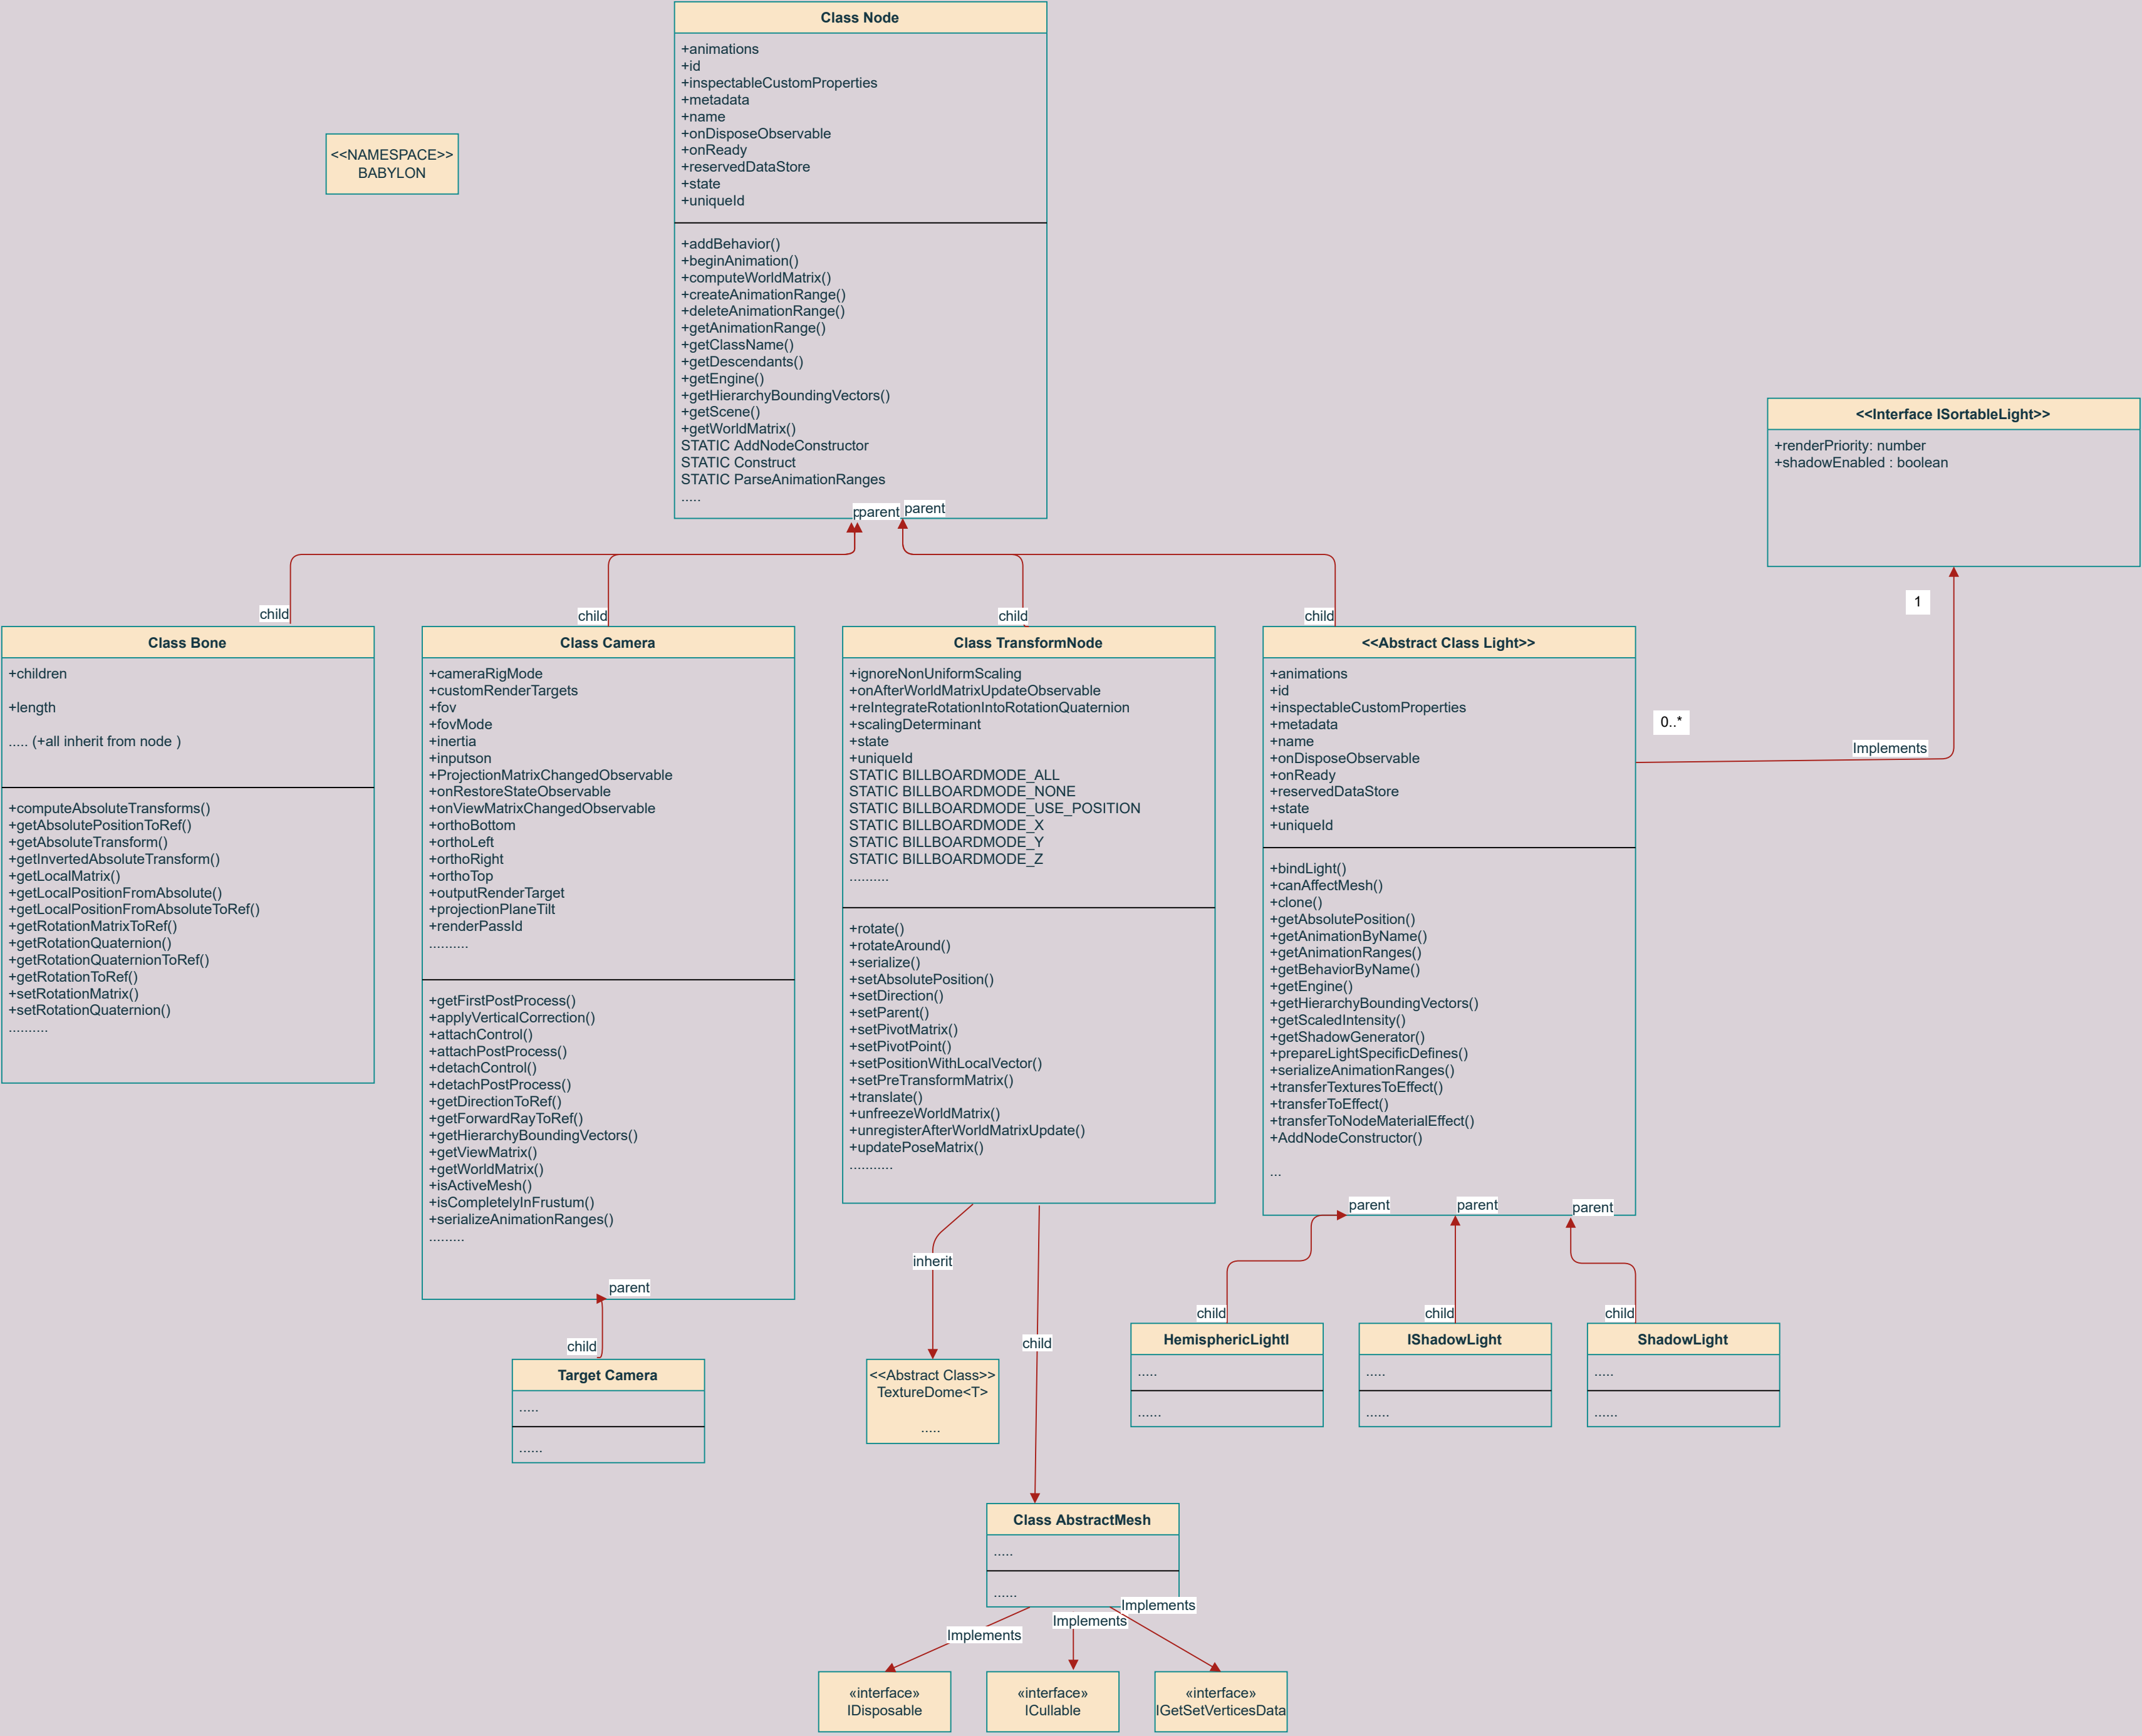 Class Node
+animations
+id
+inspectableCustomProperties
+metadata
+name
+onDisposeObservable
+onReady
+reservedDataStore
+state
+uniqueId
+addBehavior()
+beginAnimation()
+computeWorldMatrix()
+createAnimationRange()
+deleteAnimationRange()
+getAnimationRange()
+getClassName()
+getDescendants()
+getEngine()
+getHierarchyBoundingVectors()
+getScene()
+getWorldMatrix()
STATIC AddNodeConstructor
STATIC Construct
STATIC ParseAnimationRanges
.....
<<NAMESPACE>>
BABYLON
<<Interface ISortableLight>>
+renderPriority: number
+shadowEnabled : boolean
parent
parent
1
0..*
Implements
child
child
child
child
Class Bone
+children
+length
..... (+all inherit from node )
+computeAbsoluteTransforms()
+getAbsolutePositionToRef()
+getAbsoluteTransform()
+getInvertedAbsoluteTransform()
+getLocalMatrix()
+getLocalPositionFromAbsolute()
+getLocalPositionFromAbsoluteToRef()
+getRotationMatrixToRef()
+getRotationQuaternion()
+getRotationQuaternionToRef()
+getRotationToRef()
+setRotationMatrix()
+setRotationQuaternion()
..........
Class Camera
+cameraRigMode
+customRenderTargets
+fov
+fovMode
+inertia
+inputson
+ProjectionMatrixChangedObservable
+onRestoreStateObservable
+onViewMatrixChangedObservable
+orthoBottom
+orthoLeft
+orthoRight
+orthoTop
+outputRenderTarget
+projectionPlaneTilt
+renderPassId
..........
+getFirstPostProcess()
+applyVerticalCorrection()
+attachControl()
+attachPostProcess()
+detachControl()
+detachPostProcess()
+getDirectionToRef()
+getForwardRayToRef()
+getHierarchyBoundingVectors()
+getViewMatrix()
+getWorldMatrix()
+isActiveMesh()
+isCompletelyInFrustum()
+serializeAnimationRanges()
.........
Class TransformNode
+ignoreNonUniformScaling
+onAfterWorldMatrixUpdateObservable
+reIntegrateRotationIntoRotationQuaternion
+scalingDeterminant
+state
+uniqueId
STATIC BILLBOARDMODE_ALL
STATIC BILLBOARDMODE_NONE
STATIC BILLBOARDMODE_USE_POSITION
STATIC BILLBOARDMODE_X
STATIC BILLBOARDMODE_Y
STATIC BILLBOARDMODE_Z
..........
+rotate()
+rotateAround()
+serialize()
+setAbsolutePosition()
+setDirection()
+setParent()
+setPivotMatrix()
+setPivotPoint()
+setPositionWithLocalVector()
+setPreTransformMatrix()
+translate()
+unfreezeWorldMatrix()
+unregisterAfterWorldMatrixUpdate()
+updatePoseMatrix()
...........
<<Abstract Class Light>>
+animations
+id
+inspectableCustomProperties
+metadata
+name
+onDisposeObservable
+onReady
+reservedDataStore
+state
+uniqueId
+bindLight()
+canAffectMesh()
+clone()
+getAbsolutePosition()
+getAnimationByName()
+getAnimationRanges()
+getBehaviorByName()
+getEngine()
+getHierarchyBoundingVectors()
+getScaledIntensity()
+getShadowGenerator()
+prepareLightSpecificDefines()
+serializeAnimationRanges()
+transferTexturesToEffect()
+transferToEffect()
+transferToNodeMaterialEffect()
+AddNodeConstructor()
...
parent
parent
parent
parent
inherit
child
child
child
child
child
Target Camera
.....
......
<<Abstract Class>>
TextureDome<T>
.....
HemisphericLightI
.....
......
IShadowLight
.....
......
ShadowLight
.....
......
Class AbstractMesh
.....
......
Implements
Implements
Implements
«interface»
IDisposable
«interface»
ICullable
«interface»
IGetSetVerticesData